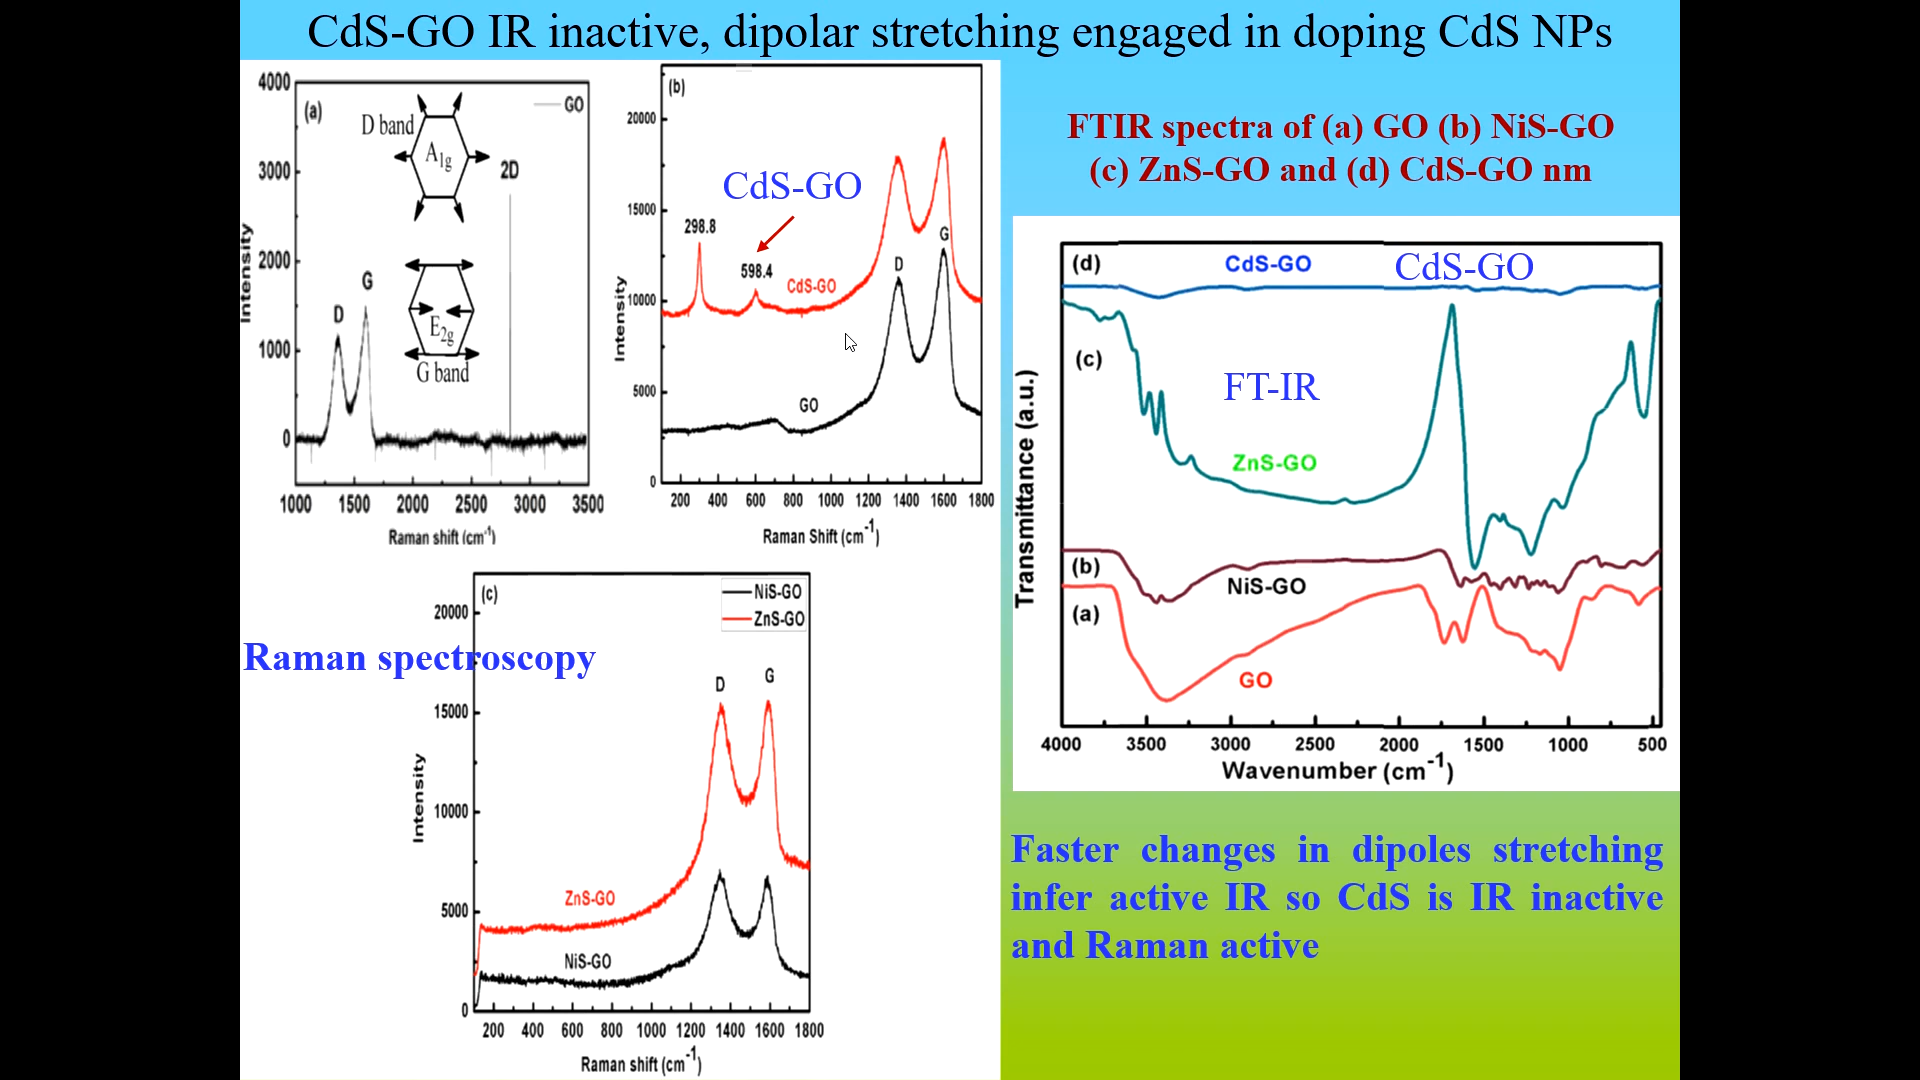 CdS-GO IR inactive, dipolar stretching engaged in doping CdS NPs
4000
3000
2000
1000
0
Intensity
(a)
GO
D band
A1g
2D
D
G
E2g
G band
1000 1500 2000 2500 3000 3500
Raman shift (cm-1)
(b)
20000
15000
10000
5000
0
Intensity
CdS-GO
298.8
598.4
CdS-GO
D
G
GO
200 400 600 800 1000 1200 1400 1600 1800
Raman Shift (cm-1)
Raman spectroscopy
(c)
NiS-GO
ZnS-GO
20000
15000
10000
5000
0
Intensity
D
G
ZnS-GO
NiS-GO
200 400 600 800 1000 1200 1400 1600 1800
Raman shift (cm-1)
FTIR spectra of (a) GO (b) NiS-GO
(c) ZnS-GO and (d) CdS-GO nm
(d)
CdS-GO
CdS-GO
(c)
FT-IR
ZnS-GO
(b)
NiS-GO
(a)
GO
Transmittance (a.u.)
4000 3500 3000 2500 2000 1500 1000 500
Wavenumber (cm-1)
Faster changes in dipoles stretching
infer active IR so CdS is IR inactive
and Raman active